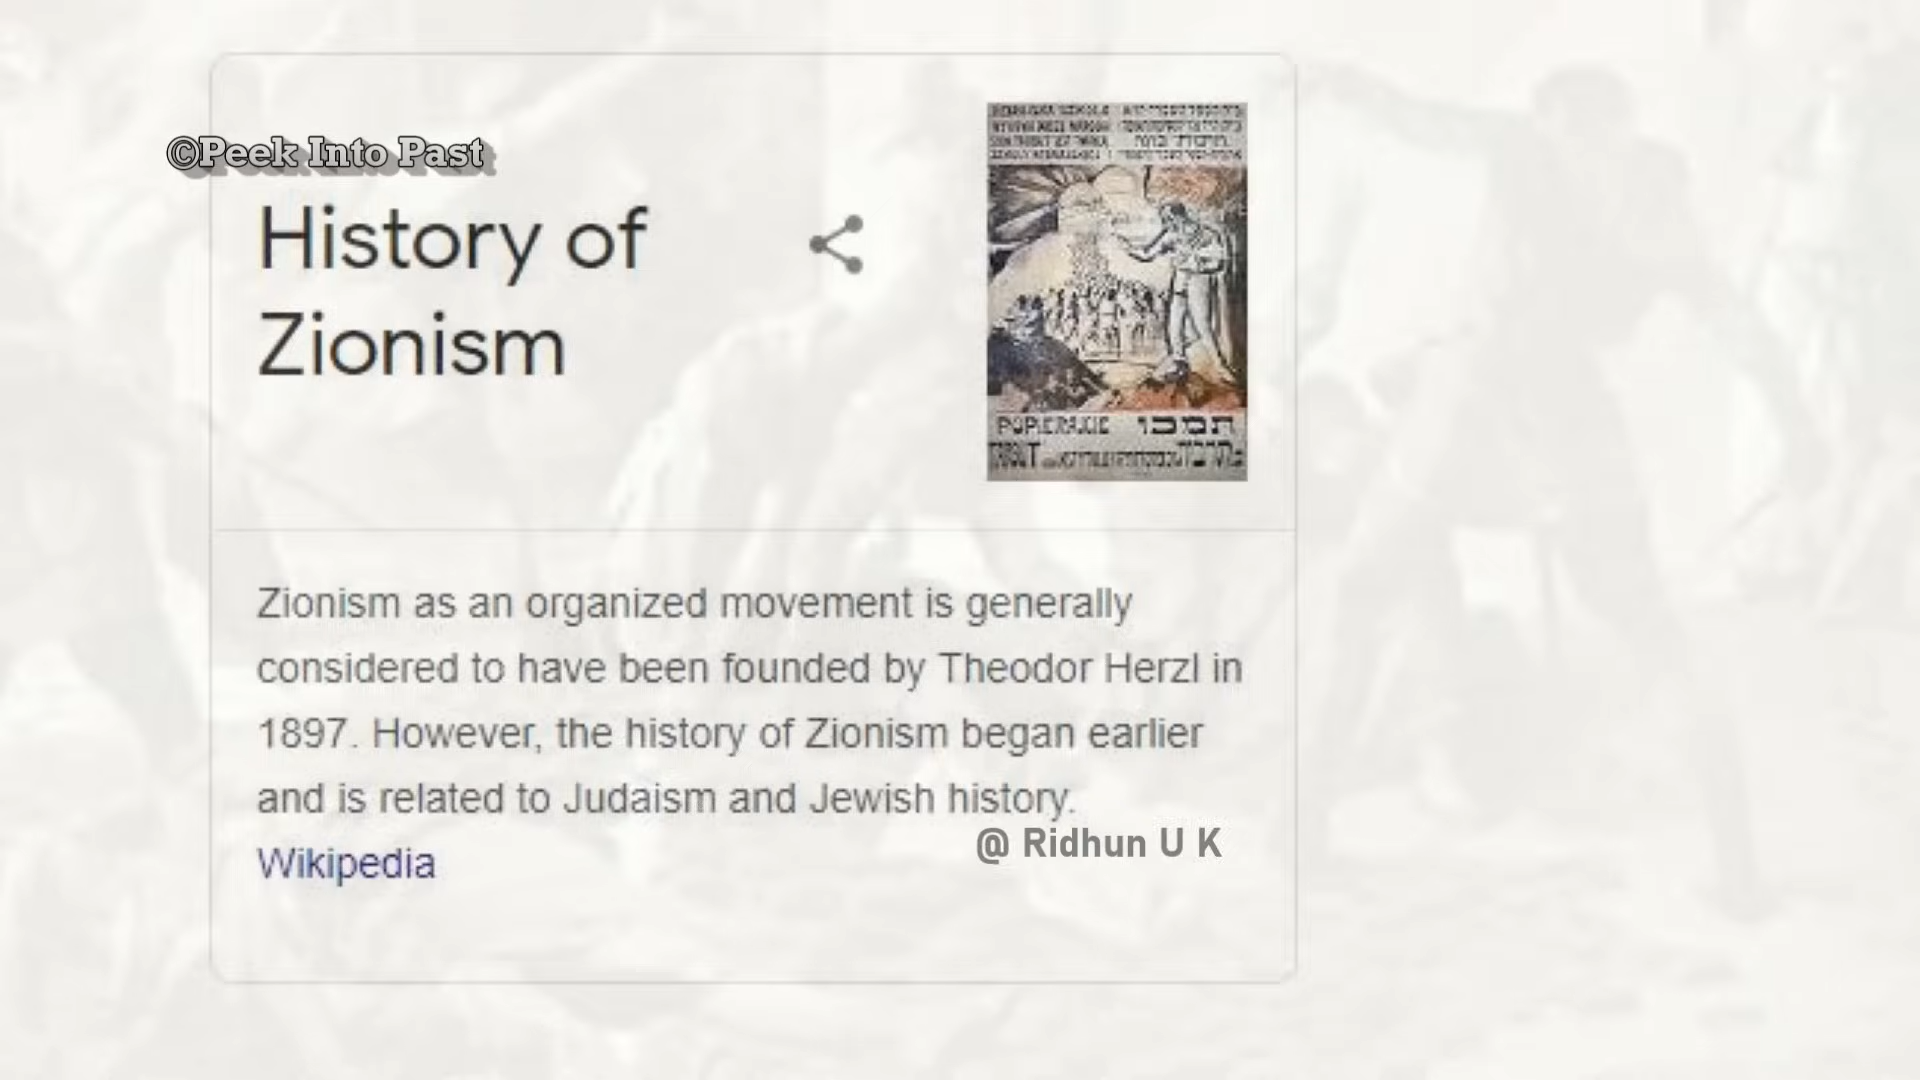 ©Peek Into Past
History of
Zionism
POPIERAJCIE תמכו
Zionism as an organized movement is generally
considered to have been founded by Theodor Herzl in
1897. However, the history of Zionism began earlier
and is related to Judaism and Jewish history.
@ Ridhun U K
Wikipedia